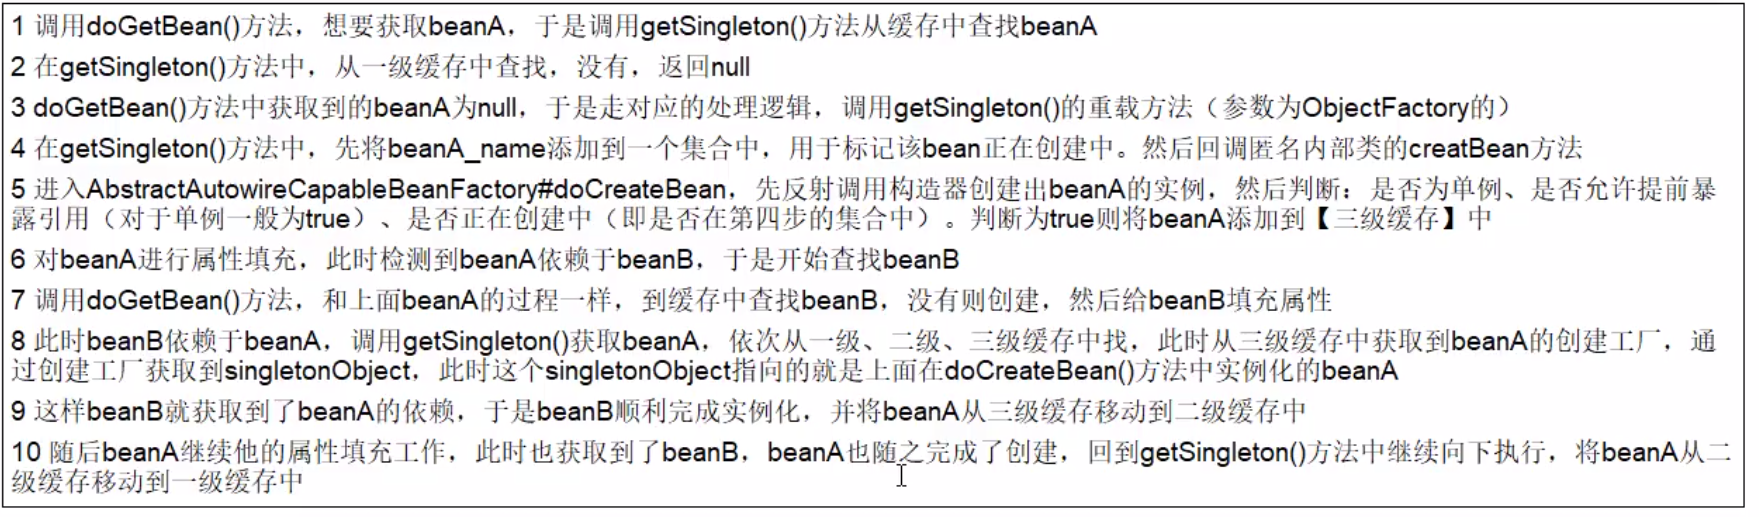 1 调用doGetBean()方法，想要获取beanA，于是调用getSingleton()方法从缓存中查找beanA
2 在getSingleton()方法中，从一级缓存中查找，没有，返回null
3 doGetBean()方法中获取到的beanA为null，于是走对应的处理逻辑，调用getSingleton()的重载方法（参数为ObjectFactory的）
4 在getSingleton()方法中，先将beanA_name添加到一个集合中，用于标记该bean正在创建中。然后回调匿名内部类的creatBean方法
5 进入AbstractAutowireCapableBeanFactory#doCreateBean，先反射调用构造器创建出beanA的实例，然后判断：是否为单例、是否允许提前暴
露引用（对于单例一般为true）、是否正在创建中（即是否在第四步的集合中）。判断为true则将beanA添加到【三级缓存】中
6 对beanA进行属性填充，此时检测到beanA依赖于beanB，于是开始查找beanB
7 调用doGetBean()方法，和上面beanA的过程一样，到缓存中查找beanB，没有则创建，然后给beanB填充属性
8 此时beanB依赖于beanA，调用getSingleton()获取beanA，依次从一级、二级、三级缓存中找，此时从三级缓存中获取到beanA的创建工厂，通
过创建工厂获取到singletonObject，此时这个singletonObject指向的就是上面在doCreateBean()方法中实例化的beanA
9 这样beanB就获取到了beanA的依赖，于是beanB顺利完成实例化，并将beanA从三级缓存移动到二级缓存中
10 随后beanA继续他的属性填充工作，此时也获取到了beanB，beanA也随之完成了创建，回到getSingleton()方法中继续向下执行，将beanA从二
级缓存移动到一级缓存中